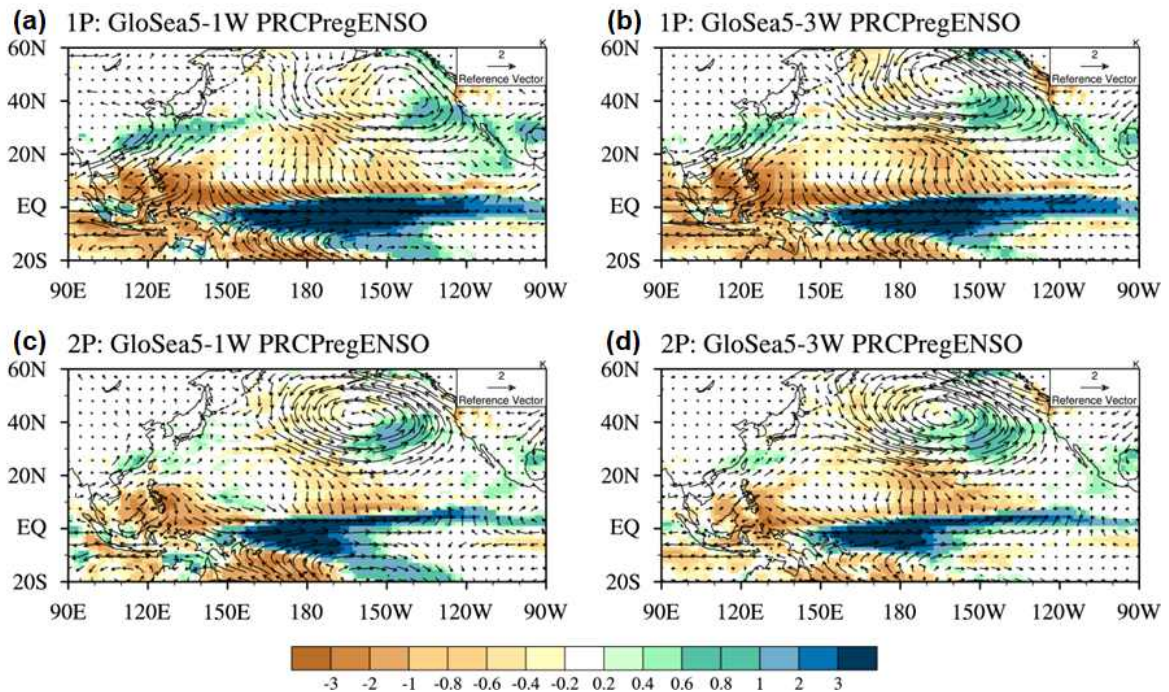 (a) 1P: GloSea5-1W PRCPregENSO
K
60N
40N
20N
EQ
20S
2
Reference Vector
90E 120E 150E 180 150W 120W 90W
(b) 1P: GloSea5-3W PRCPregENSO
K
60N
40N
20N
EQ
20S
2
Reference Vector
90E 120E 150E 180 150W 120W 90W
(c) 2P: GloSea5-1W PRCPregENSO
K
60N
40N
20N
EQ
20S
2
Reference Vector
90E 120E 150E 180 150W 120W 90W
(d) 2P: GloSea5-3W PRCPregENSO
K
60N
40N
20N
EQ
20S
2
Reference Vector
90E 120E 150E 180 150W 120W 90W
-3 -2 -1 -0.8 -0.6 -0.4 -0.2 0.2 0.4 0.6 0.8 1 2 3